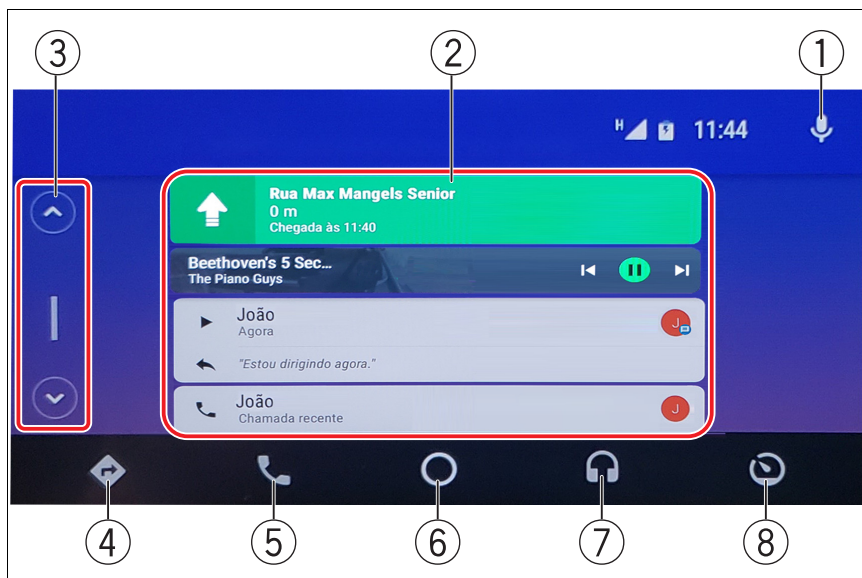 3
2
1
H
11:44
Rua Max Mangels Senior
0 m
Chegada às 11:40
Beethoven's 5 Sec...
The Piano Guys
João
Agora
J
"Estou dirigindo agora."
João
Chamada recente
J
4
5
6
7
8